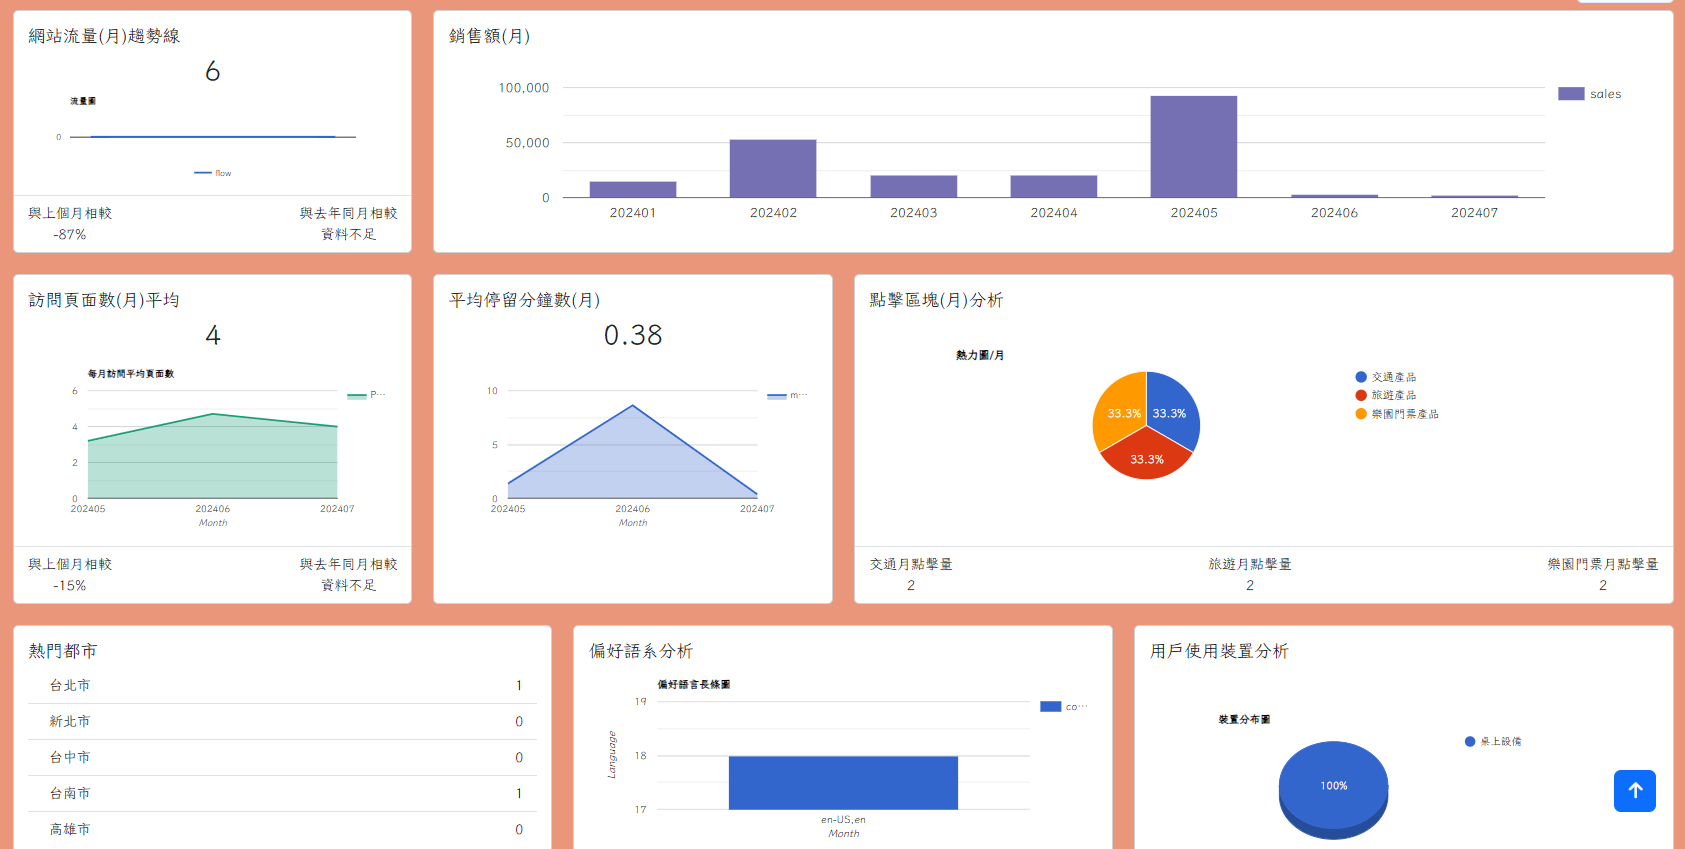 網站流量(月)趨勢線
6
流量圖
0
flow
與上個月相較
-87%
與去年同月相較
資料不足
銷售額(月)
100,000
50,000
0
202401
202402
202403
202404
202405
202406
202407
sales
訪問頁面數(月)平均
4
每月訪問平均頁面數
6
4
2
0
202405
202406
202407
Month
P…
與上個月相較
-15%
與去年同月相較
資料不足
平均停留分鐘數(月)
0.38
10
5
0
202405
202406
202407
Month
m…
點擊區塊(月)分析
熱力圖/月
33.3%
33.3%
33.3%
交通產品
旅遊產品
樂園門票產品
交通月點擊量
2
旅遊月點擊量
2
樂園門票月點擊量
2
熱門都市
台北市 1
新北市 0
台中市 0
台南市 1
高雄市 0
偏好語系分析
偏好語言長條圖
19
18
17
Language
en-US,en
Month
co…
用戶使用裝置分析
裝置分布圖
100%
桌上設備